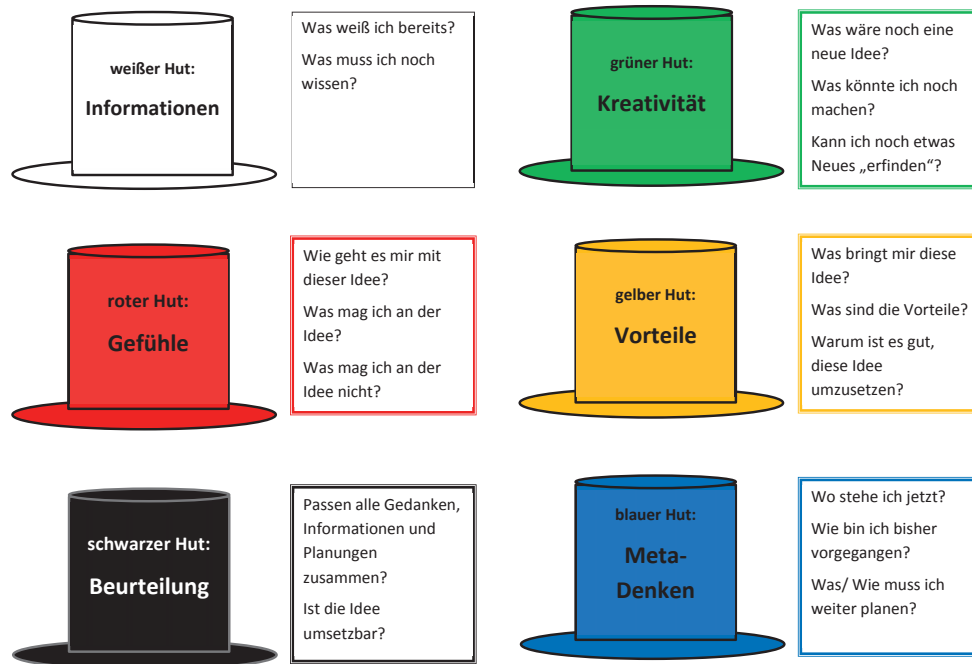 weißer Hut:
Informationen
Was weiß ich bereits?
Was muss ich noch
wissen?
grüner Hut:
Kreativität
Was wäre noch eine
neue Idee?
Was könnte ich noch
machen?
Kann ich noch etwas
Neues „erfinden“?
roter Hut:
Gefühle
Wie geht es mir mit
dieser Idee?
Was mag ich an der
Idee?
Was mag ich an der
Idee nicht?
gelber Hut:
Vorteile
Was bringt mir diese
Idee?
Was sind die Vorteile?
Warum ist es gut,
diese Idee
umzusetzen?
schwarzer Hut:
Beurteilung
Passen alle Gedanken,
Informationen und
Planungen
zusammen?
Ist die Idee
umsetzbar?
blauer Hut:
Meta-
Denken
Wo stehe ich jetzt?
Wie bin ich bisher
vorgegangen?
Was/ Wie muss ich
weiter planen?